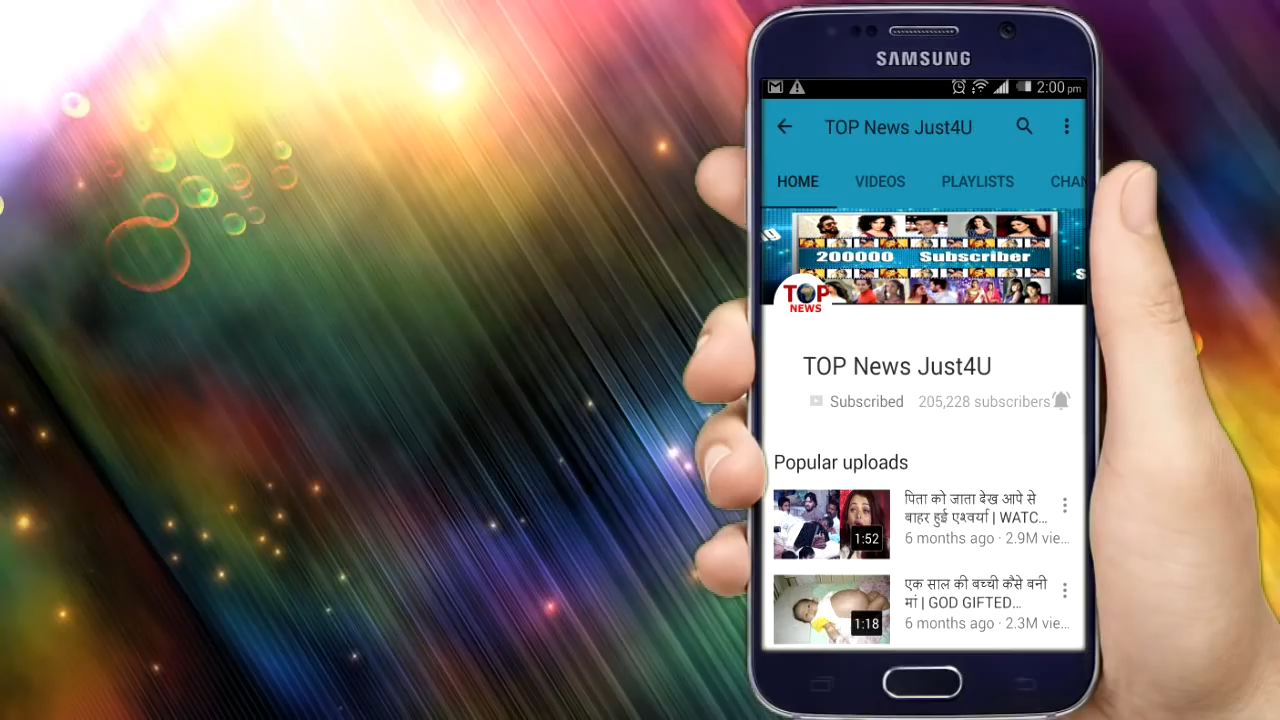 SAMSUNG
2:00 pm
TOP News Just4U
HOME VIDEOS PLAYLISTS CHAN
200000 Subscriber
TOP
NEWS
TOP News Just4U
Subscribed 205,228 subscribers
Popular uploads
पिता को जाता देख आपे से
बाहर हुई एश्वर्या | WATC...
1:52
6 months ago · 2.9M vie...
एक साल की बच्ची कैसे बनी
मां | GOD GIFTED...
1:18
6 months ago · 2.3M vie...